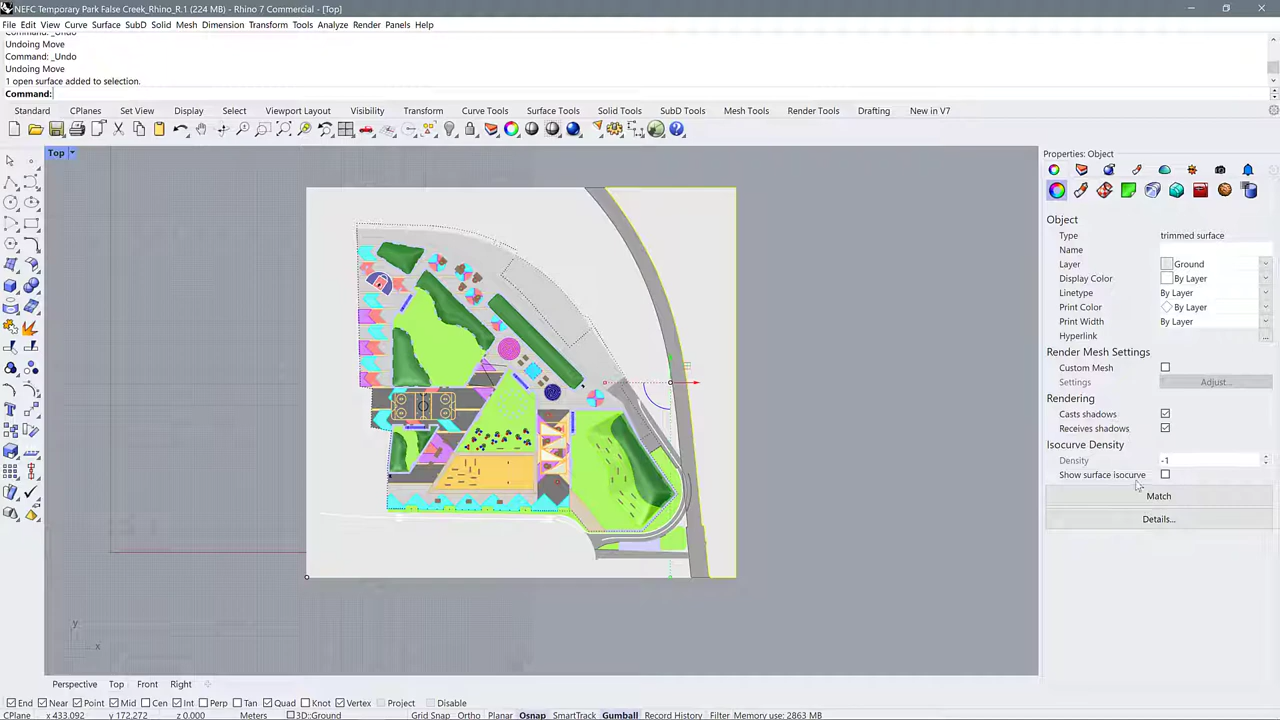 NEFC Temporary Park False Creek_Rhino_R.1 (224 MB) - Rhino 7 Commercial - [Top]
File Edit View Curve Surface SubD Solid Mesh Dimension Transform Tools Analyze Render Panels Help
Command: _Undo
Undoing Move
Command: _Undo
Undoing Move
1 open surface added to selection.
Command:
Standard CPlanes Set View Display Select Viewport Layout Visibility Transform Curve Tools Surface Tools Solid Tools SubD Tools Mesh Tools Render Tools Drafting New in V7
Top
Properties: Object
Object
Type trimmed surface
Name
Layer Ground
Display Color By Layer
Linetype By Layer
Print Color By Layer
Print Width By Layer
Hyperlink ...
Render Mesh Settings
Custom Mesh
Settings Adjust...
Rendering
Casts shadows
Receives shadows
Isocurve Density
Density -1
Show surface isocurve
Match
Details...
y
x
Perspective Top Front Right
End Near Point Mid Cen Int Perp Tan Quad Knot Vertex Project Disable
CPlane x 433.092 y 172.272 z 0.000 Meters 3D::Ground Grid Snap Ortho Planar Osnap SmartTrack Gumball Record History Filter Memory use: 2863 MB